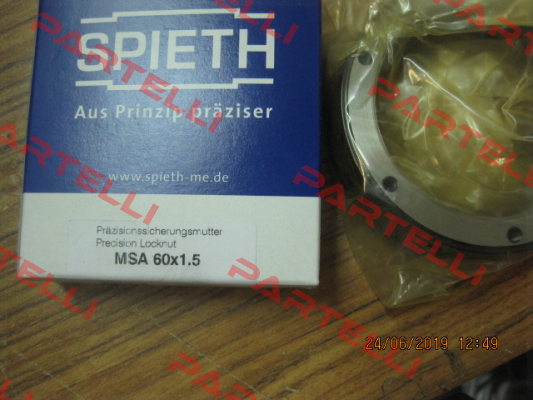 SPIETH
Aus Prinzip präziser
www.spieth-me.de
Präzisionssicherungsmutter
Precision Locknut
MSA 60x1.5
24/06/2019 12:49
PARTELLI
PARTELLI
PARTELLI
PARTELLI
PARTELLI